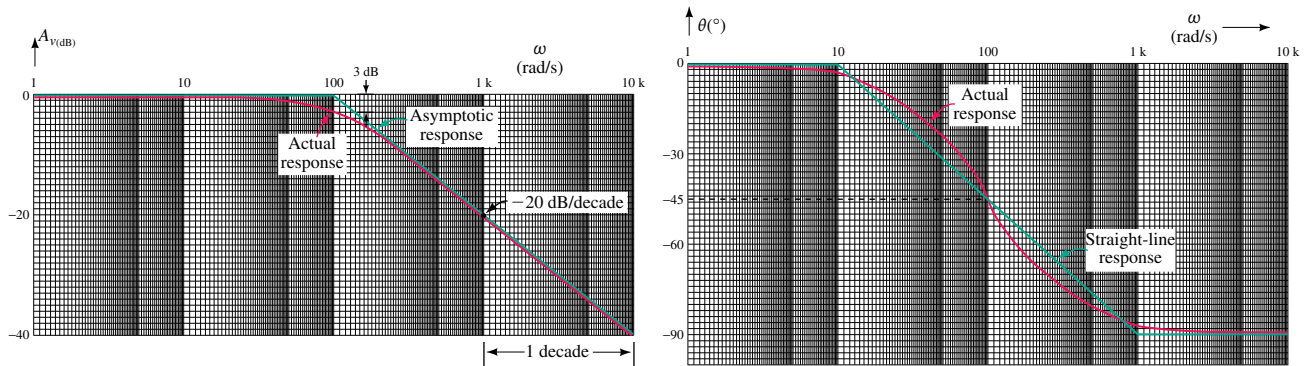 A_v(dB)
ω
(rad/s)
3 dB
1 10 100 1 k 10 k
0
Asymptotic
response
Actual
response
−20 dB/decade
−20
−40
1 decade
θ(°)
ω
(rad/s)
1 10 100 1 k 10 k
0
Actual
response
−30
−45
−60
Straight-line
response
−90